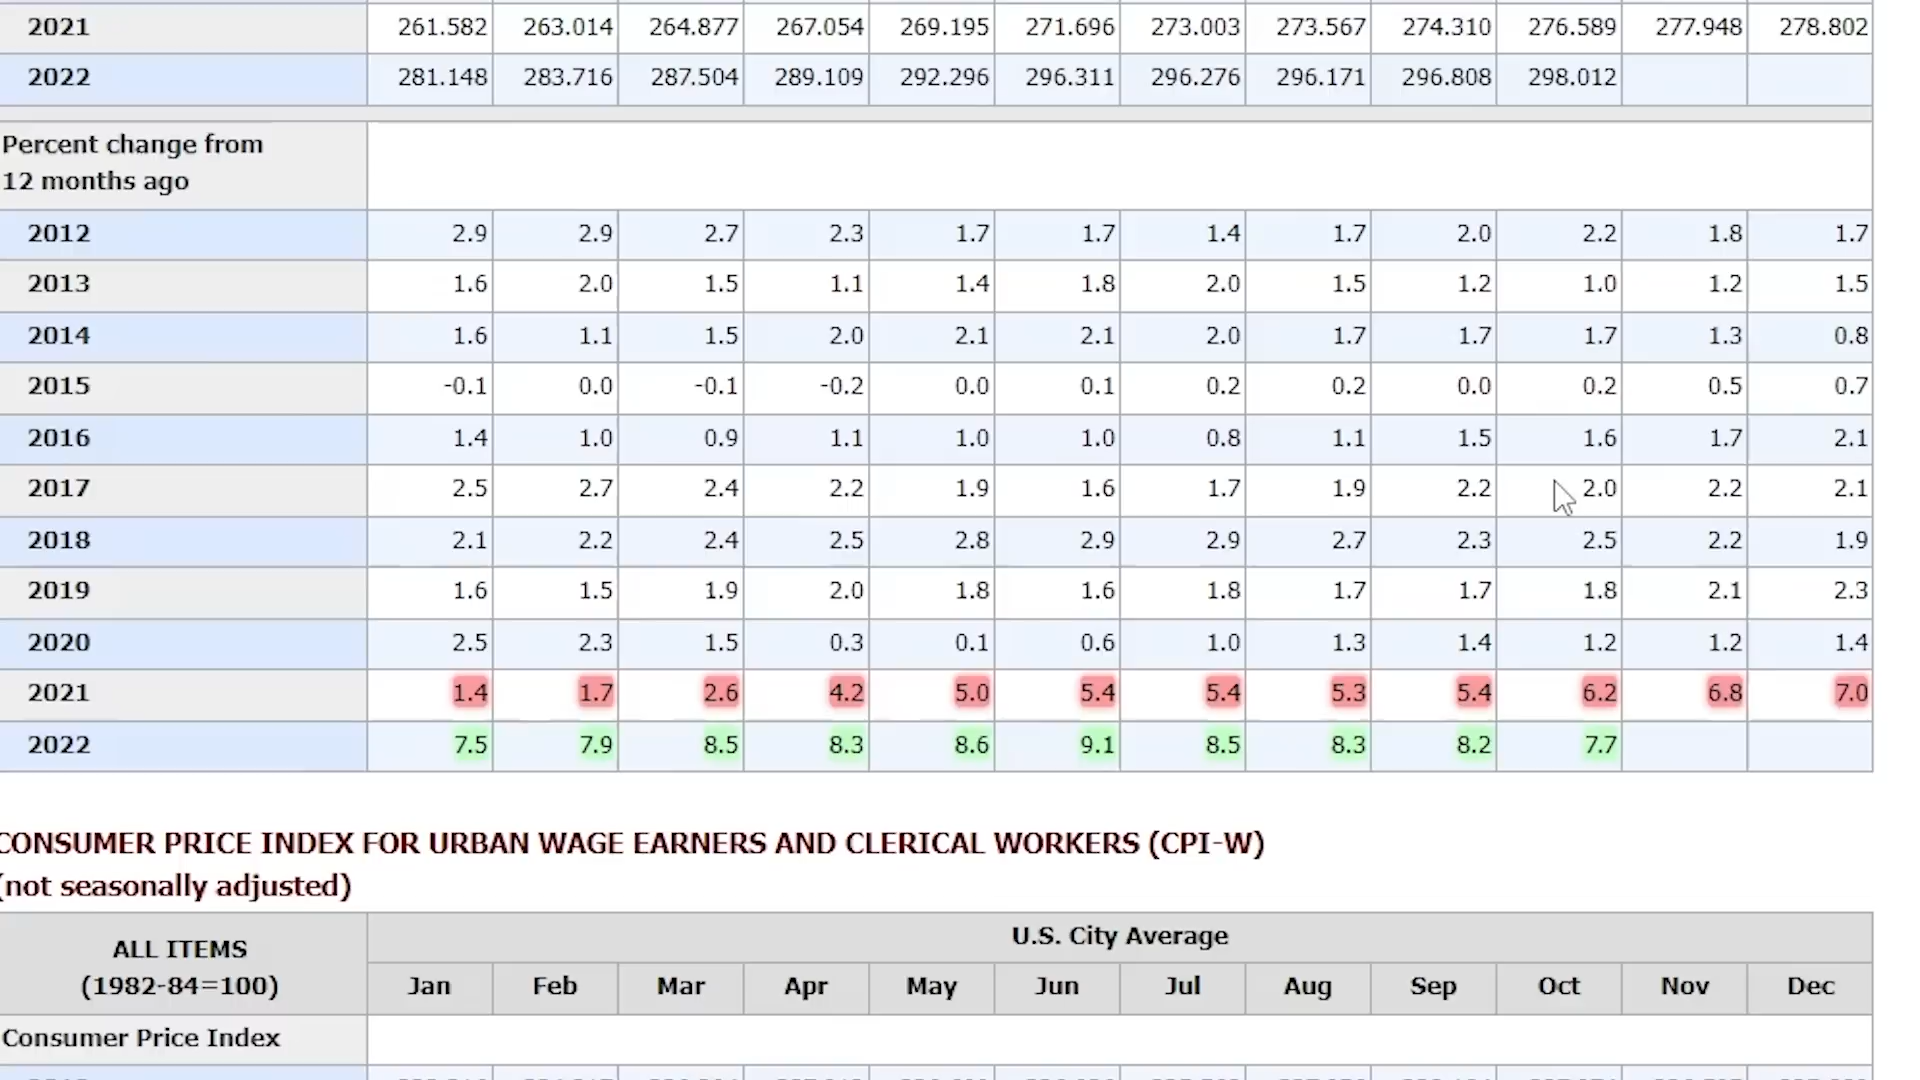 2021 261.582 263.014 264.877 267.054 269.195 271.696 273.003 273.567 274.310 276.589 277.948 278.802
2022 281.148 283.716 287.504 289.109 292.296 296.311 296.276 296.171 296.808 298.012
Percent change from
12 months ago
2012 2.9 2.9 2.7 2.3 1.7 1.7 1.4 1.7 2.0 2.2 1.8 1.7
2013 1.6 2.0 1.5 1.1 1.4 1.8 2.0 1.5 1.2 1.0 1.2 1.5
2014 1.6 1.1 1.5 2.0 2.1 2.1 2.0 1.7 1.7 1.7 1.3 0.8
2015 -0.1 0.0 -0.1 -0.2 0.0 0.1 0.2 0.2 0.0 0.2 0.5 0.7
2016 1.4 1.0 0.9 1.1 1.0 1.0 0.8 1.1 1.5 1.6 1.7 2.1
2017 2.5 2.7 2.4 2.2 1.9 1.6 1.7 1.9 2.2 2.0 2.2 2.1
2018 2.1 2.2 2.4 2.5 2.8 2.9 2.9 2.7 2.3 2.5 2.2 1.9
2019 1.6 1.5 1.9 2.0 1.8 1.6 1.8 1.7 1.7 1.8 2.1 2.3
2020 2.5 2.3 1.5 0.3 0.1 0.6 1.0 1.3 1.4 1.2 1.2 1.4
2021 1.4 1.7 2.6 4.2 5.0 5.4 5.4 5.3 5.4 6.2 6.8 7.0
2022 7.5 7.9 8.5 8.3 8.6 9.1 8.5 8.3 8.2 7.7
CONSUMER PRICE INDEX FOR URBAN WAGE EARNERS AND CLERICAL WORKERS (CPI-W)
(not seasonally adjusted)
ALL ITEMS
(1982-84=100)
U.S. City Average
Jan Feb Mar Apr May Jun Jul Aug Sep Oct Nov Dec
Consumer Price Index